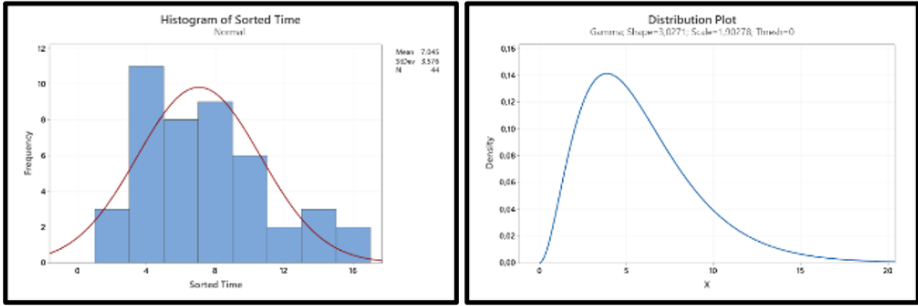 Histogram of Sorted Time
Normal
Mean 7,045
StDev 3,576
N 44
12
10
8
6
4
2
0
0 4 8 12 16
Frequency
Sorted Time
Distribution Plot
Gamma; Shape=3,0271; Scale=1,90278; Thresh=0
0,16
0,14
0,12
0,10
0,08
0,06
0,04
0,02
0,00
0 5 10 15 20
Density
X